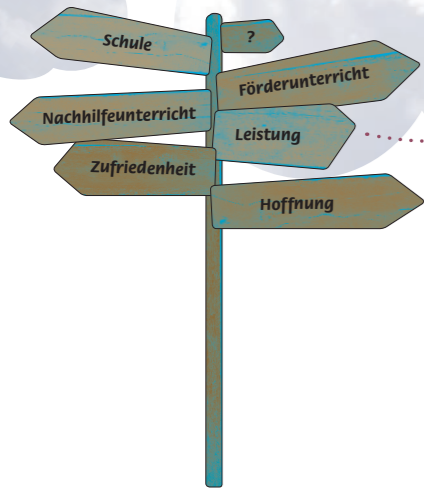 Schule
?
Förderunterricht
Nachhilfeunterricht
Leistung
Zufriedenheit
Hoffnung